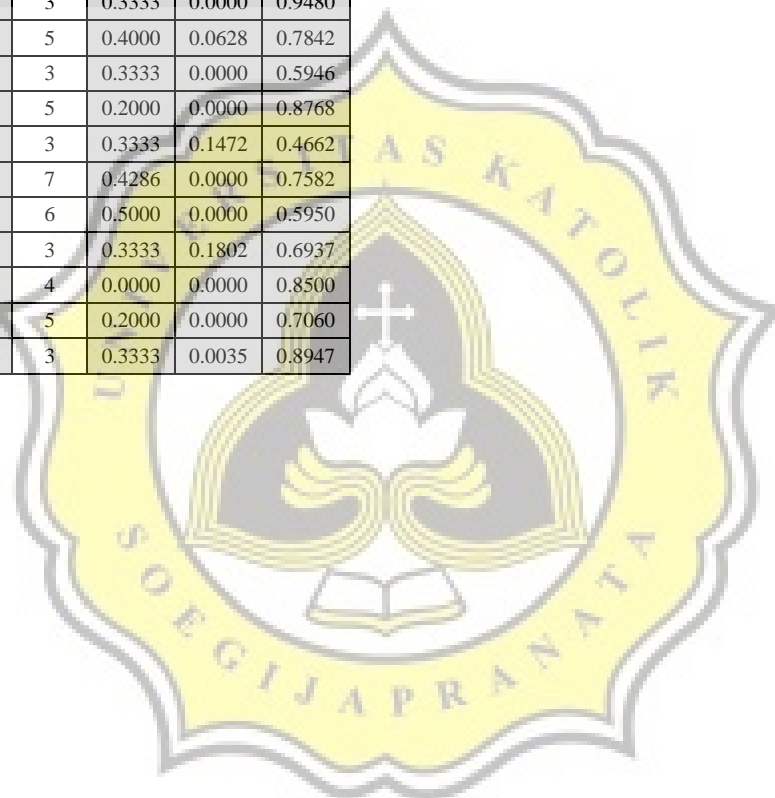 3 0.3333 0.0000 0.9480
5 0.4000 0.0628 0.7842
3 0.3333 0.0000 0.5946
5 0.2000 0.0000 0.8768
3 0.3333 0.1472 0.4662
7 0.4286 0.0000 0.7582
6 0.5000 0.0000 0.5950
3 0.3333 0.1802 0.6937
4 0.0000 0.0000 0.8500
5 0.2000 0.0000 0.7060
3 0.3333 0.0035 0.8947
UNIVERSITAS KATOLIK
SOEGIJAPRANATA